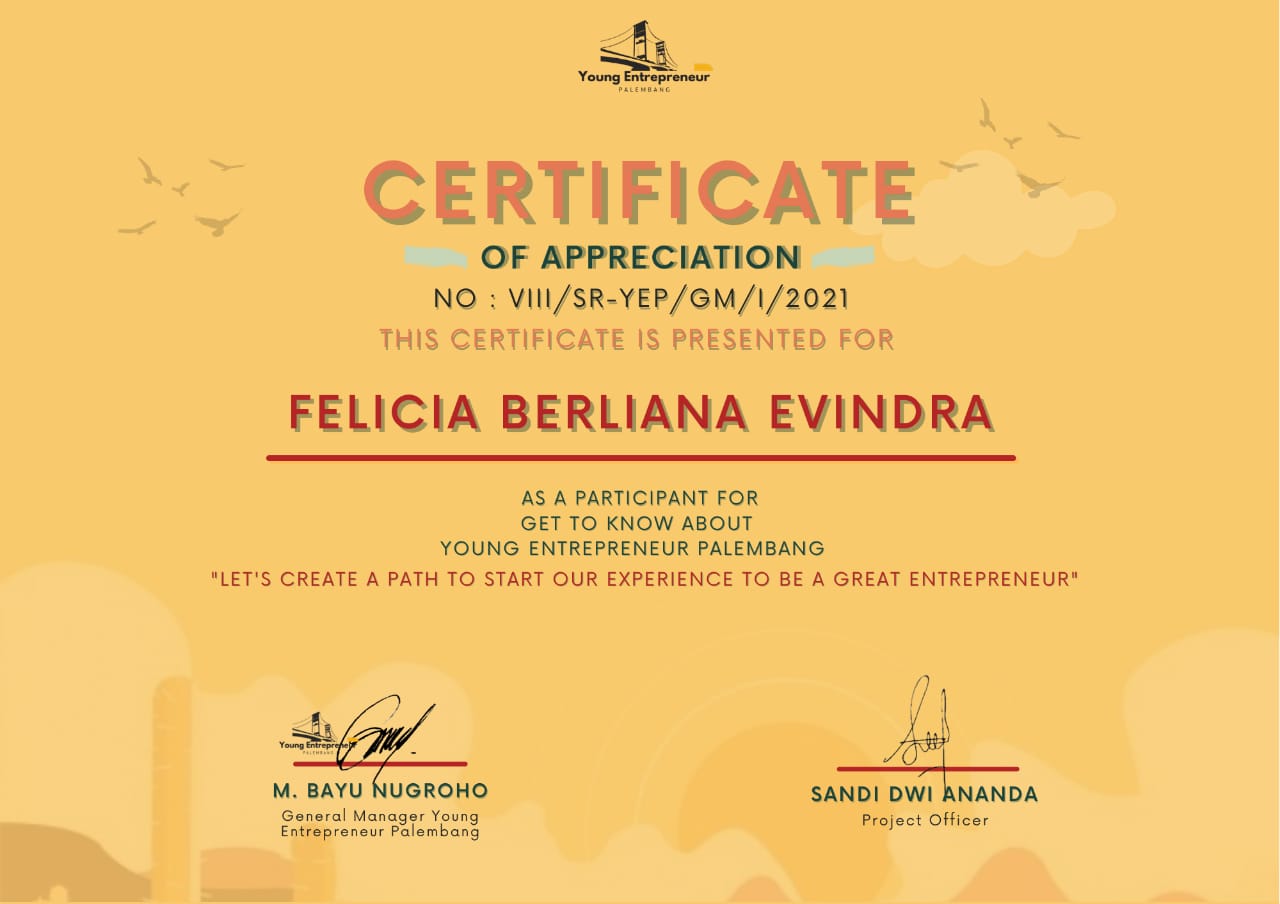 Young Entrepreneur
PALEMBANG
CERTIFICATE
OF APPRECIATION
NO : VIII/SR-YEP/GM/I/2021
THIS CERTIFICATE IS PRESENTED FOR
FELICIA BERLIANA EVINDRA
AS A PARTICIPANT FOR
GET TO KNOW ABOUT
YOUNG ENTREPRENEUR PALEMBANG
"LET'S CREATE A PATH TO START OUR EXPERIENCE TO BE A GREAT ENTREPRENEUR"
Young Entrepreneur
PALEMBANG
M. BAYU NUGROHO
General Manager Young
Entrepreneur Palembang
SANDI DWI ANANDA
Project Officer